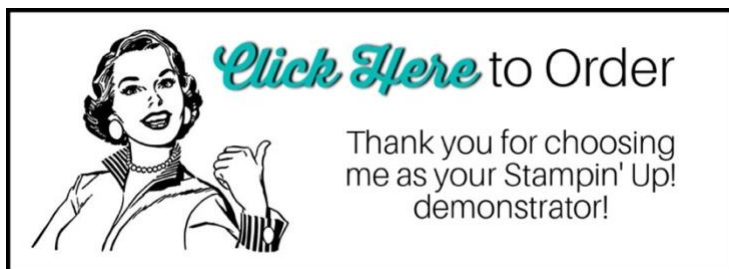 Click Here to Order
Thank you for choosing
me as your Stampin' Up!
demonstrator!